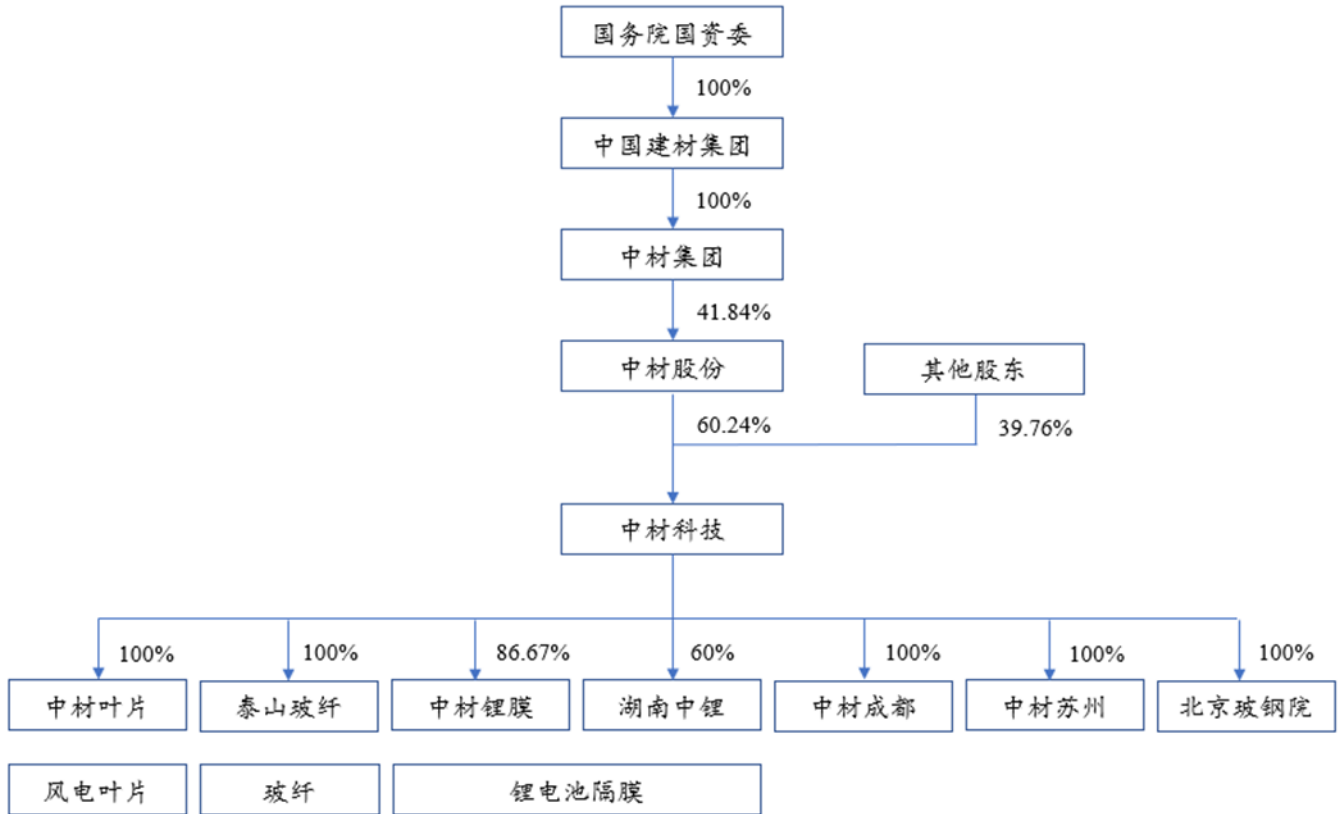 国务院国资委
100%
中国建材集团
100%
中材集团
41.84%
中材股份
其他股东
60.24%
39.76%
中材科技
100%
100%
86.67%
60%
100%
100%
100%
中材叶片
泰山玻纤
中材锂膜
湖南中锂
中材成都
中材苏州
北京玻钢院
风电叶片
玻纤
锂电池隔膜